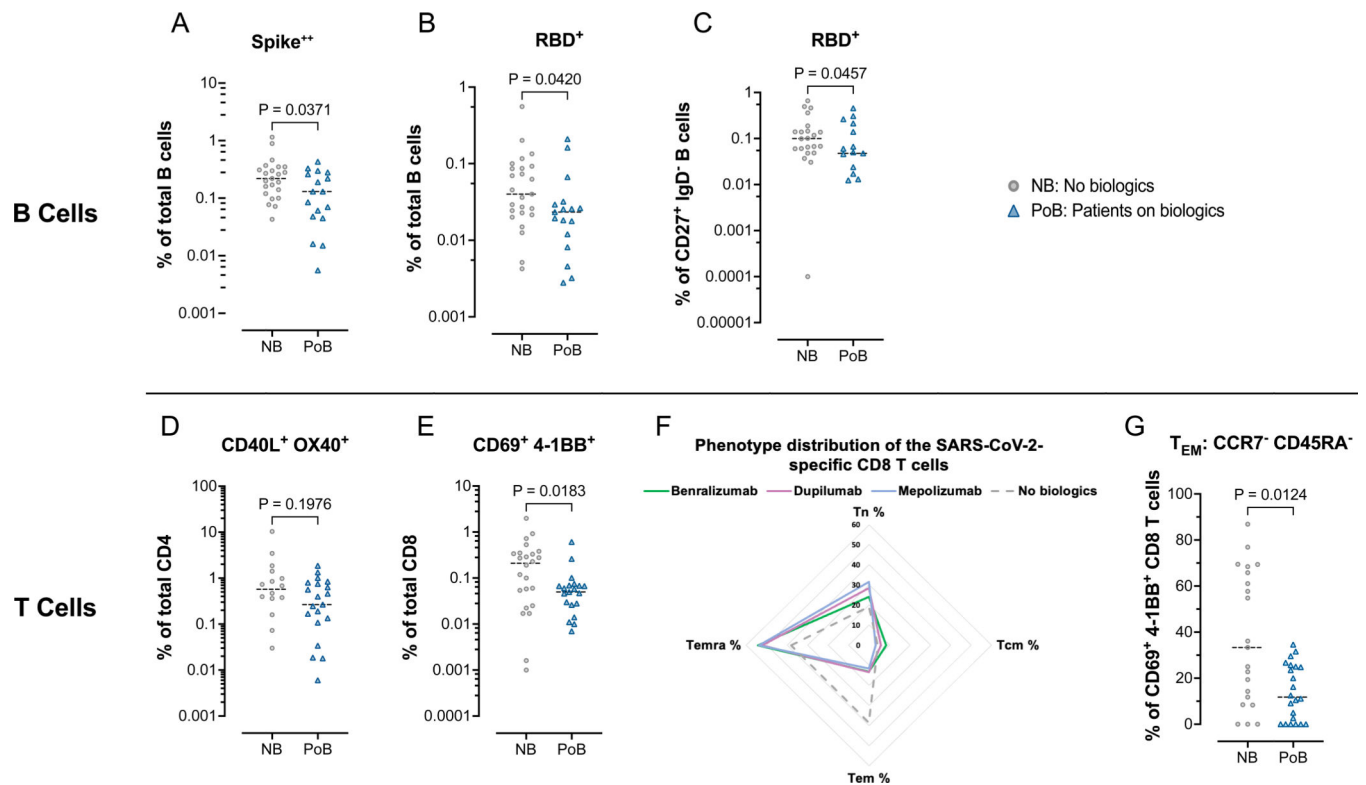 A
Spike⁺⁺
% of total B cells
10
1
0.1
0.01
0.001
P = 0.0371
NB PoB
B
RBD⁺
% of total B cells
1
0.1
0.01
0.001
P = 0.0420
NB PoB
C
RBD⁺
% of CD27⁺ IgD⁻ B cells
1
0.1
0.01
0.001
0.0001
0.00001
P = 0.0457
NB PoB
NB: No biologics
PoB: Patients on biologics
B Cells
T Cells
D
CD40L⁺ OX40⁺
% of total CD4
100
10
1
0.1
0.01
0.001
P = 0.1976
NB PoB
E
CD69⁺ 4-1BB⁺
% of total CD8
10
1
0.1
0.01
0.001
0.0001
P = 0.0183
NB PoB
F
Phenotype distribution of the SARS-CoV-2-
specific CD8 T cells
Benralizumab Dupilumab Mepolizumab No biologics
Tn %
60
50
40
30
20
10
0
Temra %
Tcm %
Tem %
G
T_EM: CCR7⁻ CD45RA⁻
% of CD69⁺ 4-1BB⁺ CD8 T cells
100
80
60
40
20
0
P = 0.0124
NB PoB